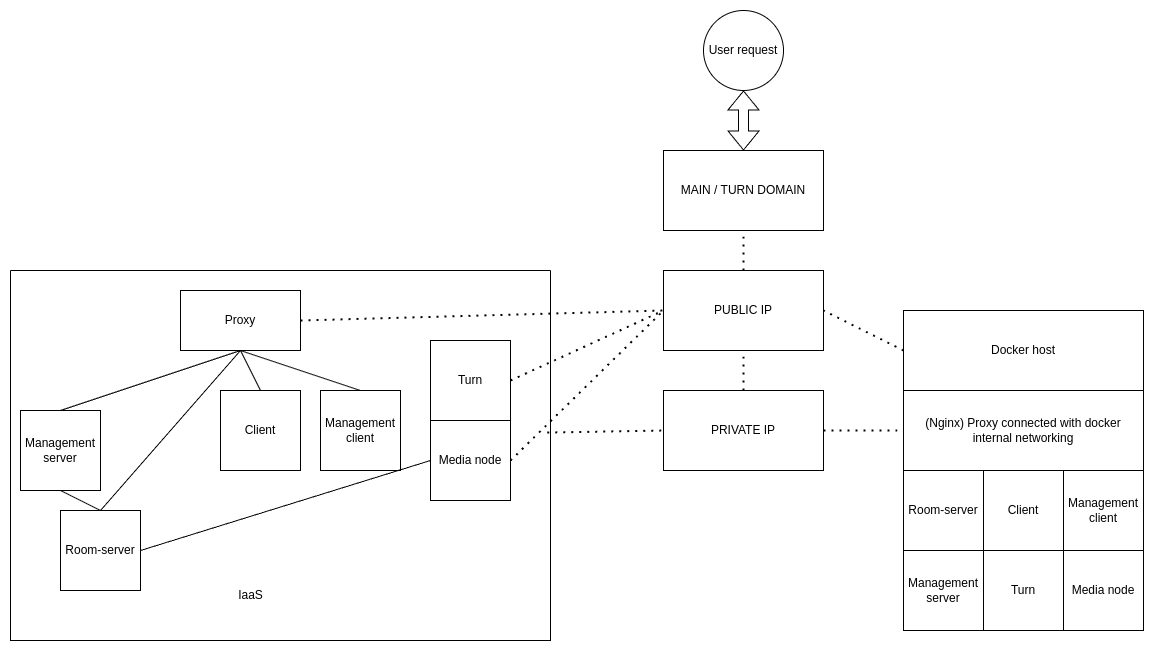 User request
MAIN / TURN DOMAIN
PUBLIC IP
PRIVATE IP
Proxy
Turn
Management
server
Client
Management
client
Media node
Room-server
IaaS
Docker host
(Nginx) Proxy connected with docker
internal networking
Room-server
Client
Management
client
Management
server
Turn
Media node